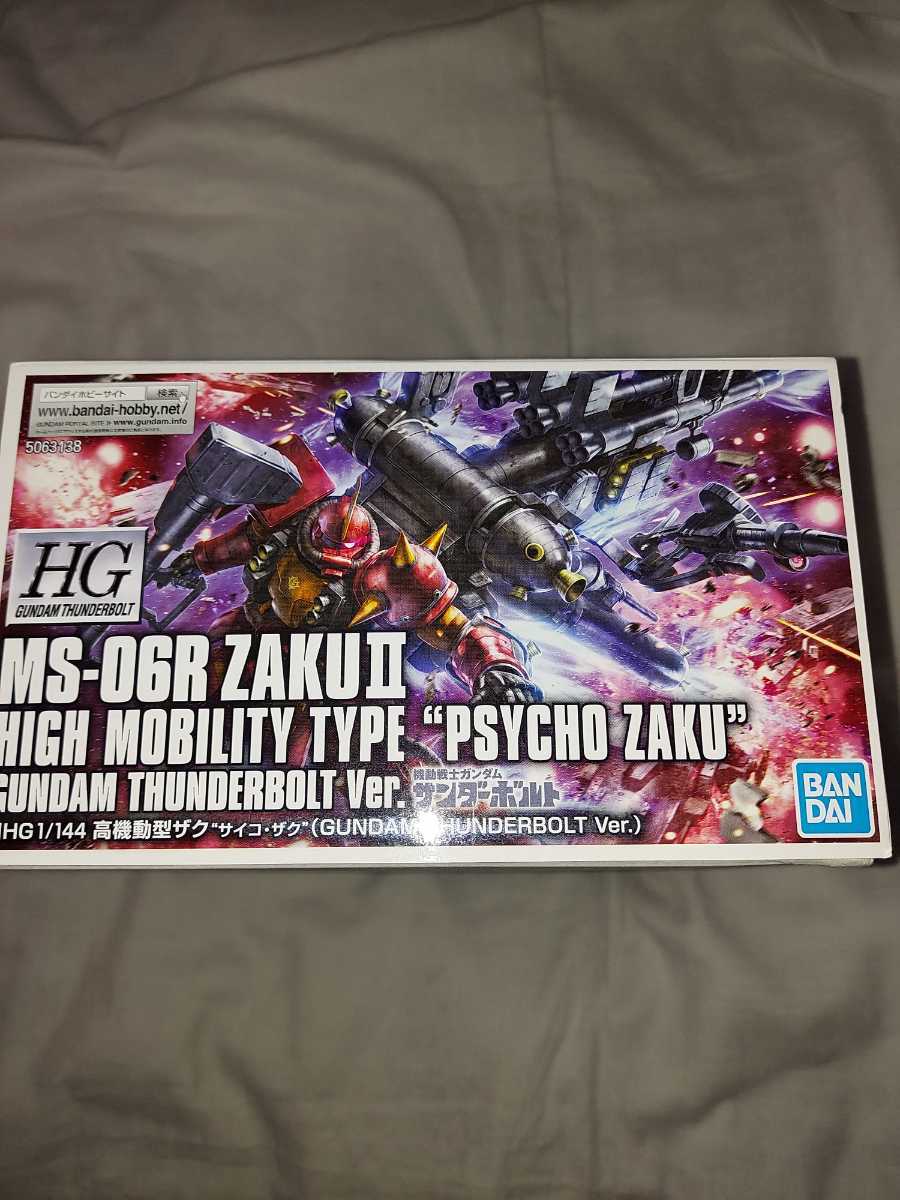 バンダイホビーサイト 検索
www.bandai-hobby.net/
GUNDAM PORTAL SITE www.gundam.info
5063138
HG
GUNDAM THUNDERBOLT
MS-06R ZAKU II
HIGH MOBILITY TYPE “PSYCHO ZAKU”
GUNDAM THUNDERBOLT Ver.
機動戦士ガンダム
サンダーボルト
HG 1/144 高機動型ザク“サイコ・ザク”(GUNDAM THUNDERBOLT Ver.)
BAN
DAI